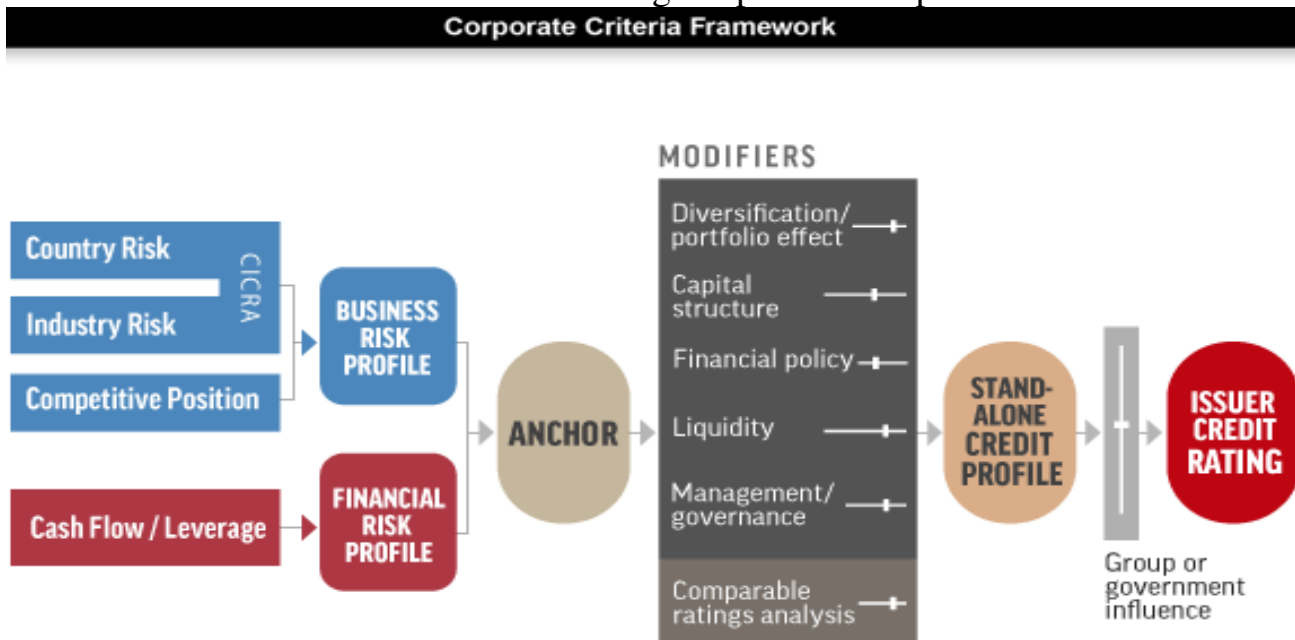 Corporate Criteria Framework
MODIFIERS
Country Risk
CICRA
Industry Risk
Competitive Position
Cash Flow / Leverage
BUSINESS
RISK
PROFILE
FINANCIAL
RISK
PROFILE
ANCHOR
Diversification/
portfolio effect
Capital
structure
Financial policy
Liquidity
Management/
governance
Comparable
ratings analysis
STAND-
ALONE
CREDIT
PROFILE
Group or
government
influence
ISSUER
CREDIT
RATING